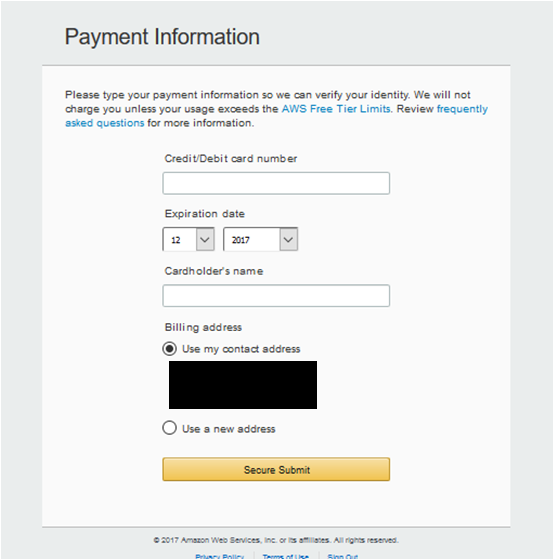 Payment Information
Please type your payment information so we can verify your identity. We will not
charge you unless your usage exceeds the AWS Free Tier Limits. Review frequently
asked questions for more information.
Credit/Debit card number
Expiration date
12 2017
Cardholder's name
Billing address
Use my contact address
Use a new address
Secure Submit
© 2017 Amazon Web Services, Inc. or its affiliates. All rights reserved.
Privacy Policy Terms of Use Sign Out